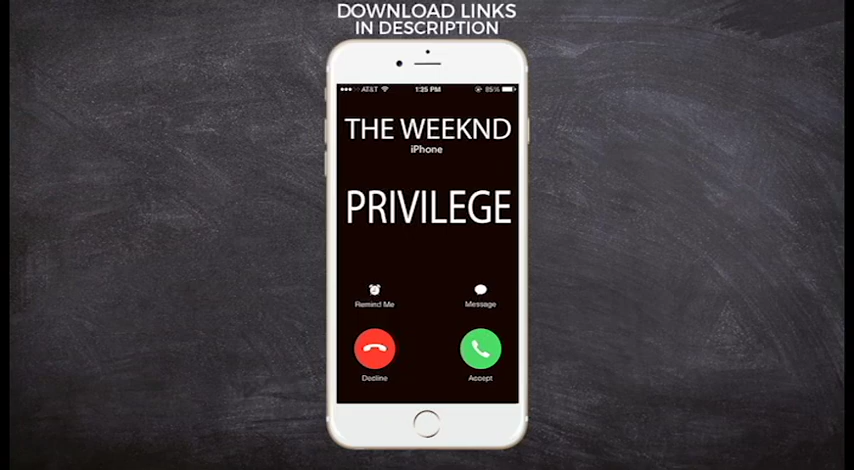 DOWNLOAD LINKS
IN DESCRIPTION
AT&T 1:25 PM 85%
THE WEEKND
iPhone
PRIVILEGE
Remind Me Message
Decline Accept